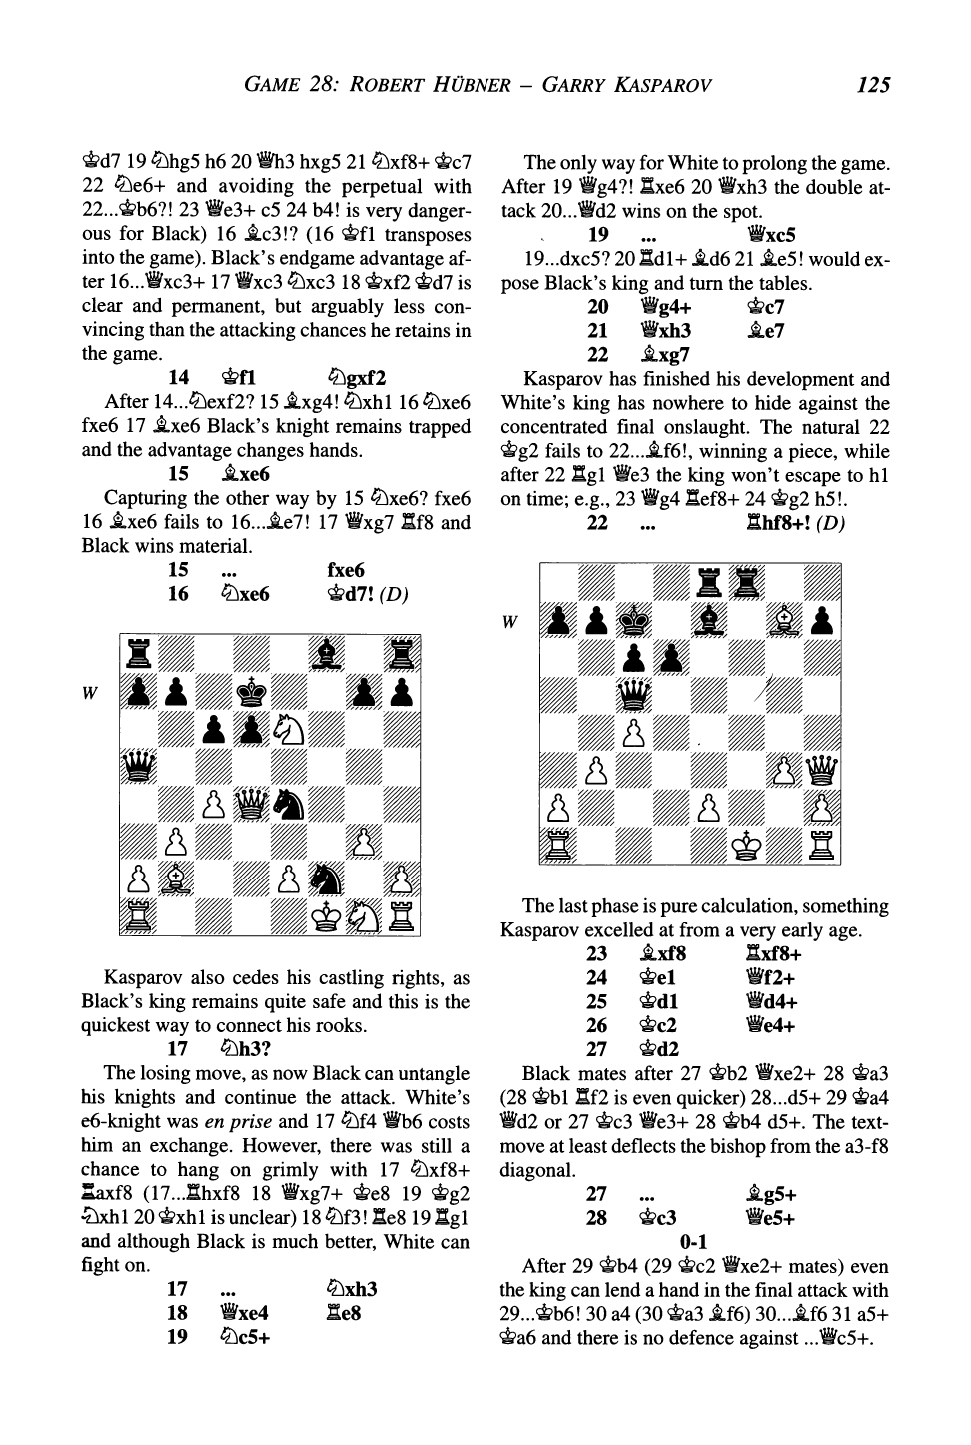 GAME 28: ROBERT HÜBNER – GARRY KASPAROV 125
♔d7 19 ♘hg5 h6 20 ♕h3 hxg5 21 ♘xf8+ ♔c7
22 ♘e6+ and avoiding the perpetual with
22...♔b6?! 23 ♕e3+ c5 24 b4! is very danger-
ous for Black) 16 ♗c3!? (16 ♔f1 transposes
into the game). Black's endgame advantage af-
ter 16...♕xc3+ 17 ♕xc3 ♘xc3 18 ♔xf2 ♔d7 is
clear and permanent, but arguably less con-
vincing than the attacking chances he retains in
the game.
14 ♔f1 ♘gxf2
After 14...♘exf2? 15 ♗xg4! ♘xh1 16 ♘xe6
fxe6 17 ♗xe6 Black's knight remains trapped
and the advantage changes hands.
15 ♗xe6
Capturing the other way by 15 ♘xe6? fxe6
16 ♗xe6 fails to 16...♗e7! 17 ♕xg7 ♖f8 and
Black wins material.
15 ... fxe6
16 ♘xe6 ♔d7! (D)
W
Kasparov also cedes his castling rights, as
Black's king remains quite safe and this is the
quickest way to connect his rooks.
17 ♘h3?
The losing move, as now Black can untangle
his knights and continue the attack. White's
e6-knight was en prise and 17 ♘f4 ♕b6 costs
him an exchange. However, there was still a
chance to hang on grimly with 17 ♘xf8+
♖axf8 (17...♖hxf8 18 ♕xg7+ ♔e8 19 ♔g2
♘xh1 20 ♔xh1 is unclear) 18 ♘f3! ♖e8 19 ♖g1
and although Black is much better, White can
fight on.
17 ... ♘xh3
18 ♕xe4 ♖e8
19 ♘c5+
The only way for White to prolong the game.
After 19 ♕g4?! ♖xe6 20 ♕xh3 the double at-
tack 20...♕d2 wins on the spot.
19 ... ♕xc5
19...dxc5? 20 ♖d1+ ♗d6 21 ♗e5! would ex-
pose Black's king and turn the tables.
20 ♕g4+ ♔c7
21 ♕xh3 ♗e7
22 ♗xg7
Kasparov has finished his development and
White's king has nowhere to hide against the
concentrated final onslaught. The natural 22
♔g2 fails to 22...♗f6!, winning a piece, while
after 22 ♖g1 ♕e3 the king won't escape to h1
on time; e.g., 23 ♕g4 ♖ef8+ 24 ♔g2 h5!.
22 ... ♖hf8+! (D)
W
The last phase is pure calculation, something
Kasparov excelled at from a very early age.
23 ♗xf8 ♖xf8+
24 ♔e1 ♕f2+
25 ♔d1 ♕d4+
26 ♔c2 ♕e4+
27 ♔d2
Black mates after 27 ♔b2 ♕xe2+ 28 ♔a3
(28 ♔b1 ♖f2 is even quicker) 28...d5+ 29 ♔a4
♕d2 or 27 ♔c3 ♕e3+ 28 ♔b4 d5+. The text-
move at least deflects the bishop from the a3-f8
diagonal.
27 ... ♗g5+
28 ♔c3 ♕e5+
0-1
After 29 ♔b4 (29 ♔c2 ♕xe2+ mates) even
the king can lend a hand in the final attack with
29...♔b6! 30 a4 (30 ♔a3 ♗f6) 30...♗f6 31 a5+
♔a6 and there is no defence against ...♕c5+.